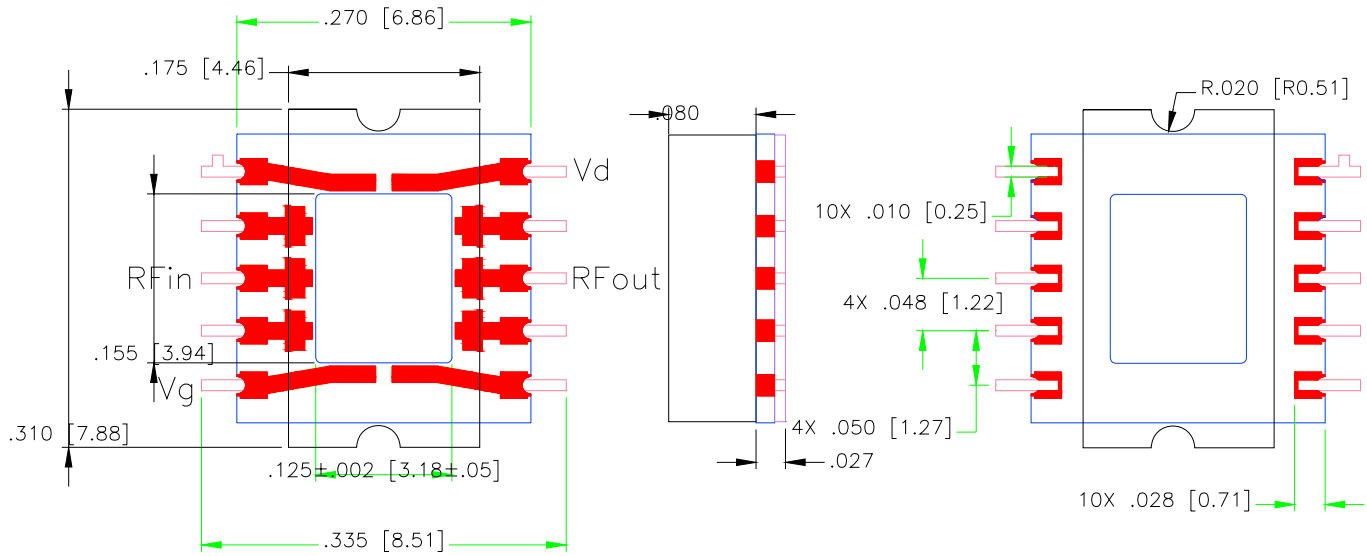 .270 [6.86]
.175 [4.46]
.080
R.020 [R0.51]
Vd
10X .010 [0.25]
RFin
RFout
4X .048 [1.22]
.155 [3.94]
Vg
.310 [7.88]
4X .050 [1.27]
.125±.002 [3.18±.05]
.027
10X .028 [0.71]
.335 [8.51]